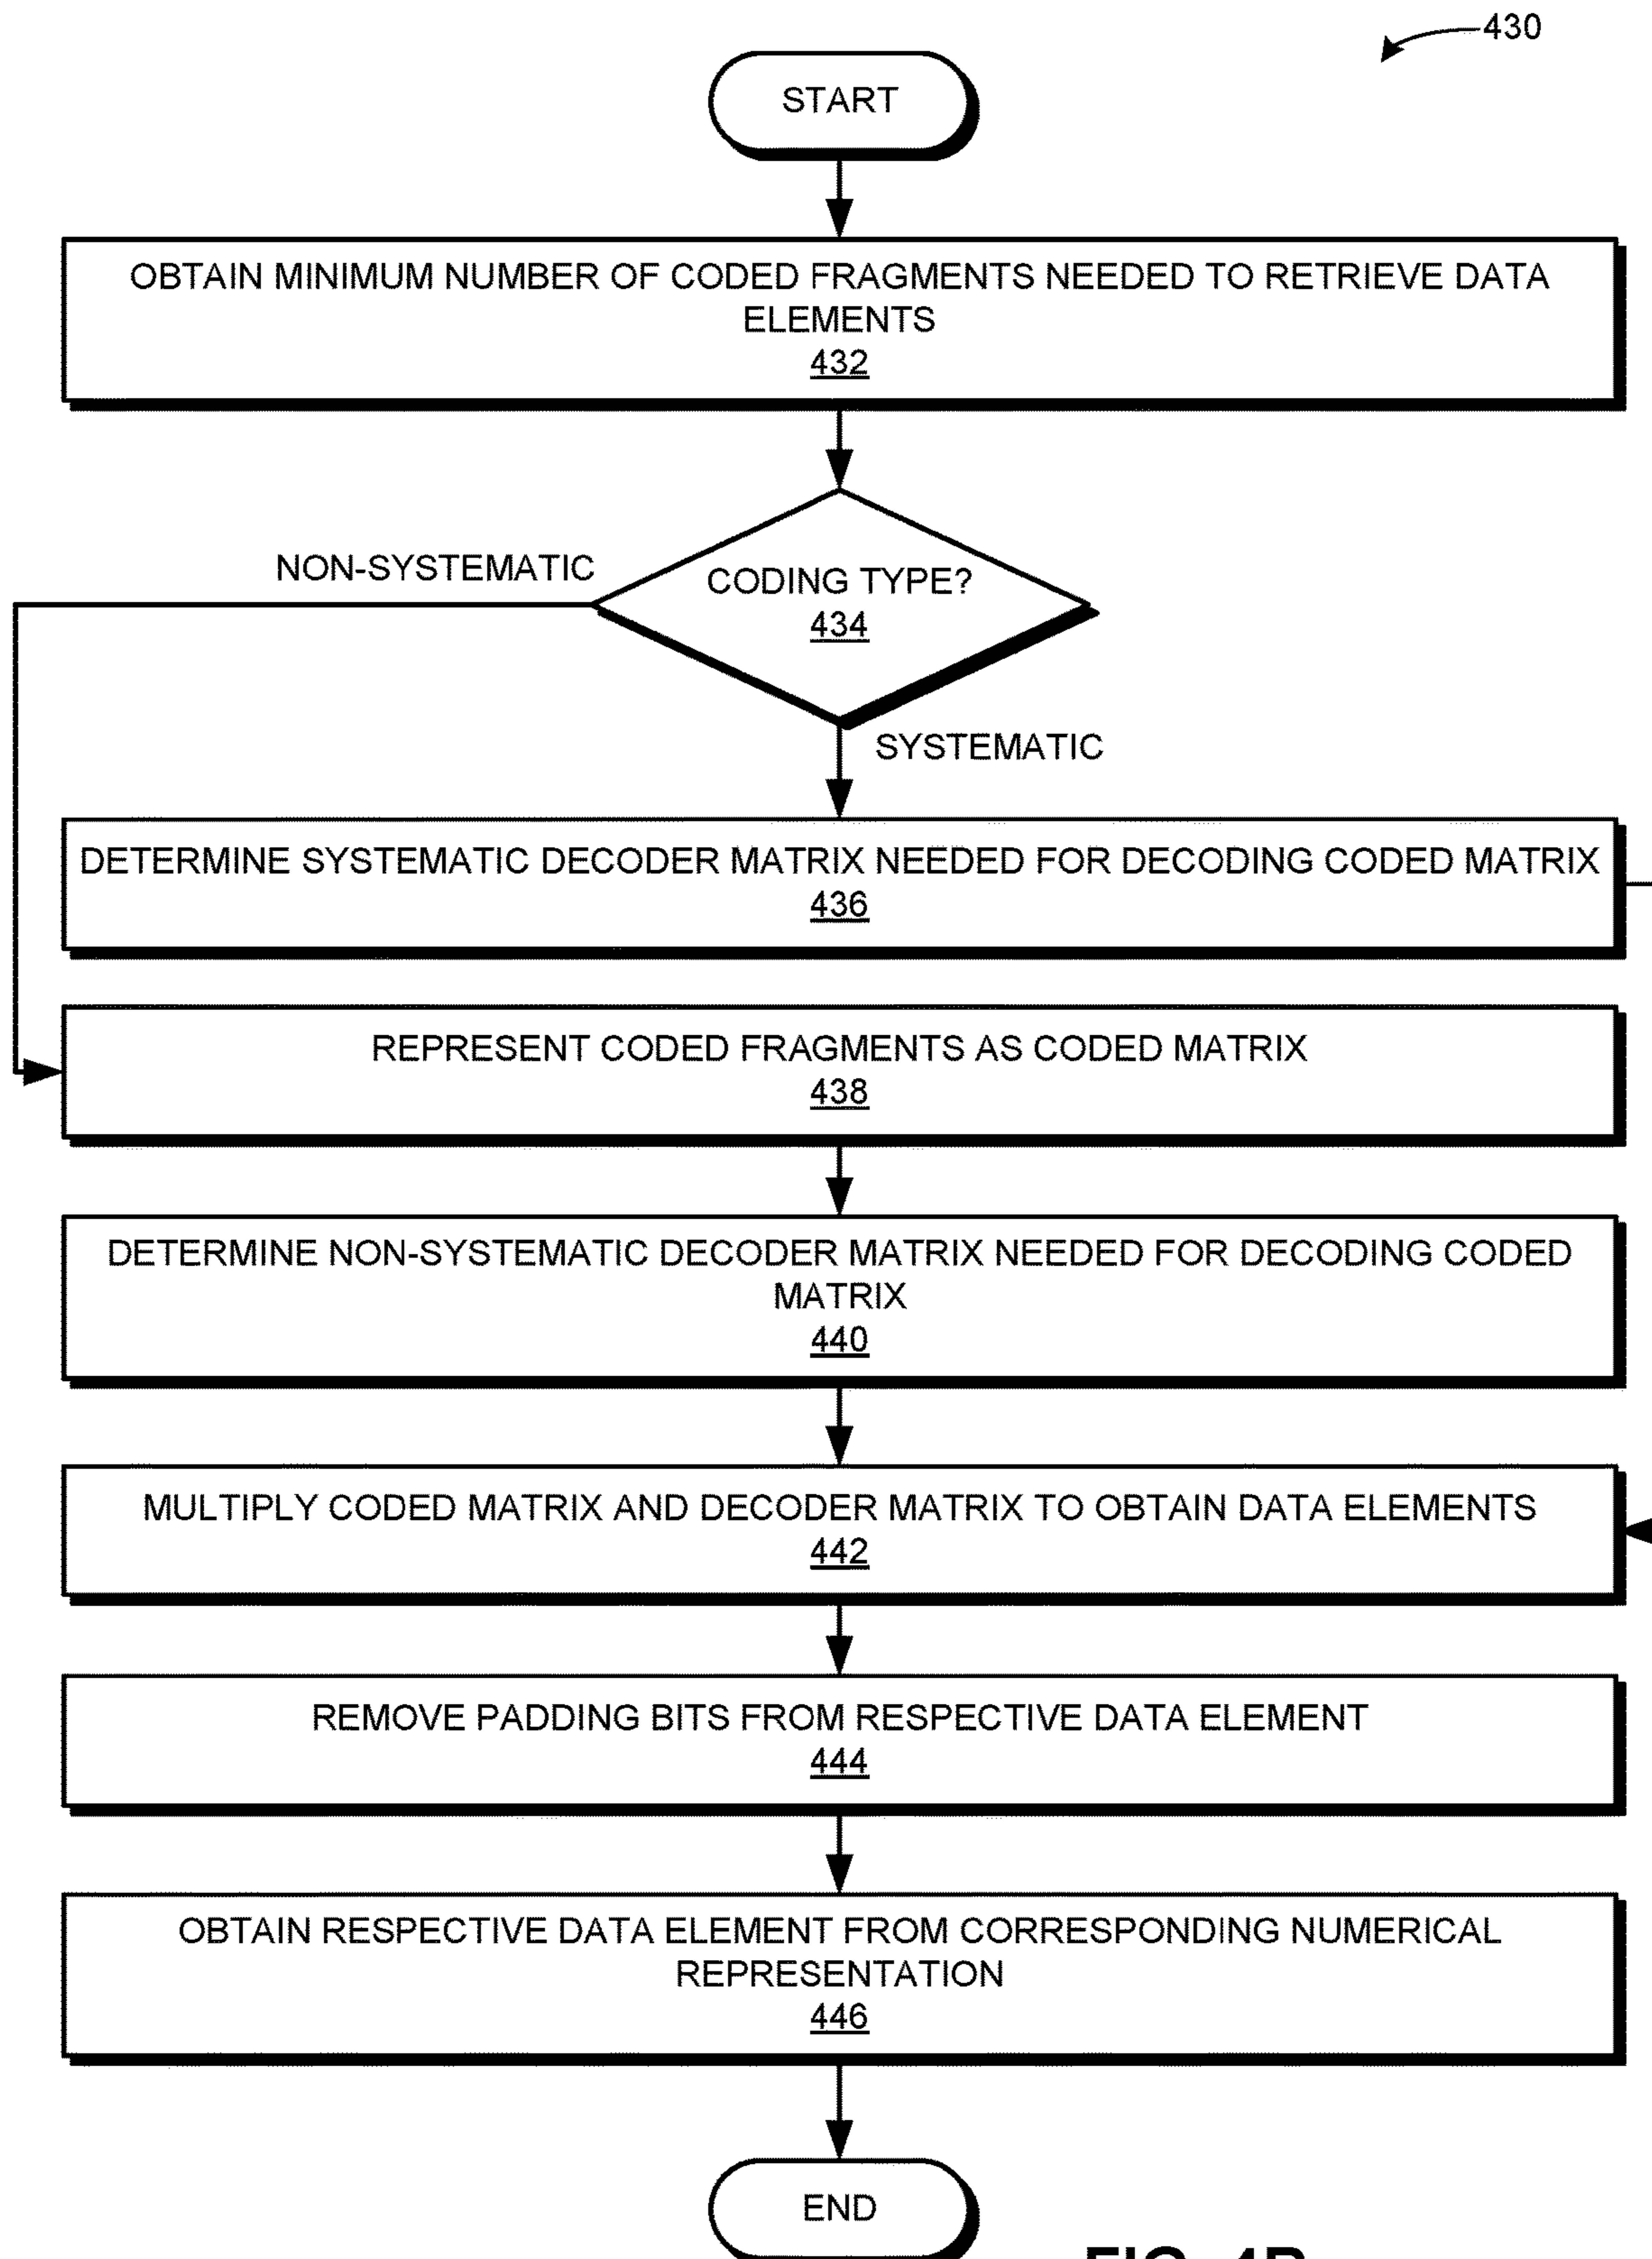 430
START
OBTAIN MINIMUM NUMBER OF CODED FRAGMENTS NEEDED TO RETRIEVE DATA
ELEMENTS
432
NON-SYSTEMATIC
CODING TYPE?
434
SYSTEMATIC
DETERMINE SYSTEMATIC DECODER MATRIX NEEDED FOR DECODING CODED MATRIX
436
REPRESENT CODED FRAGMENTS AS CODED MATRIX
438
DETERMINE NON-SYSTEMATIC DECODER MATRIX NEEDED FOR DECODING CODED
MATRIX
440
MULTIPLY CODED MATRIX AND DECODER MATRIX TO OBTAIN DATA ELEMENTS
442
REMOVE PADDING BITS FROM RESPECTIVE DATA ELEMENT
444
OBTAIN RESPECTIVE DATA ELEMENT FROM CORRESPONDING NUMERICAL
REPRESENTATION
446
END
FIG. 4B